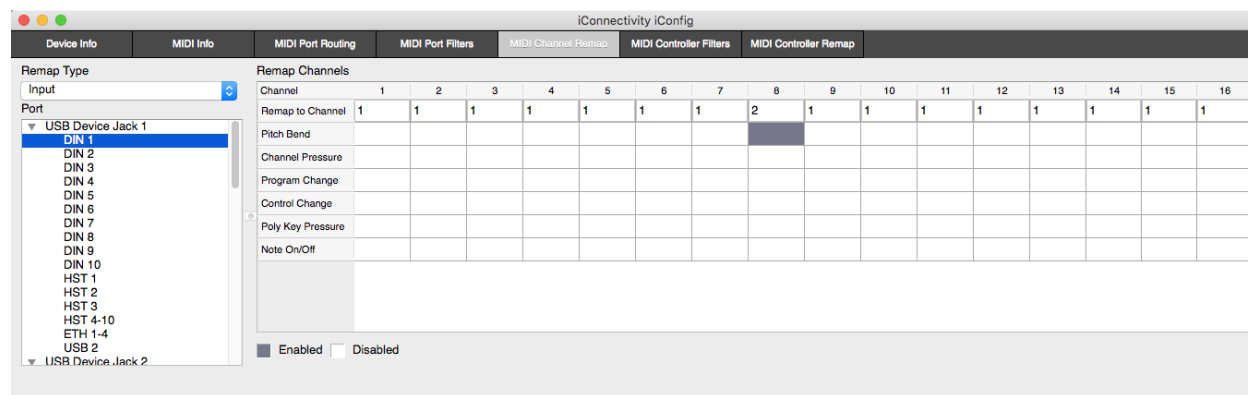 iConnectivity iConfig
Device Info MIDI Info MIDI Port Routing MIDI Port Filters MIDI Channel Remap MIDI Controller Filters MIDI Controller Remap
Remap Type
Input
Port
USB Device Jack 1
DIN 1
DIN 2
DIN 3
DIN 4
DIN 5
DIN 6
DIN 7
DIN 8
DIN 9
DIN 10
HST 1
HST 2
HST 3
HST 4-10
ETH 1-4
USB 2
USB Device Jack 2
Remap Channels
Channel 1 2 3 4 5 6 7 8 9 10 11 12 13 14 15 16
Remap to Channel 1 1 1 1 1 1 1 2 1 1 1 1 1 1 1 1
Pitch Bend
Channel Pressure
Program Change
Control Change
Poly Key Pressure
Note On/Off
Enabled Disabled